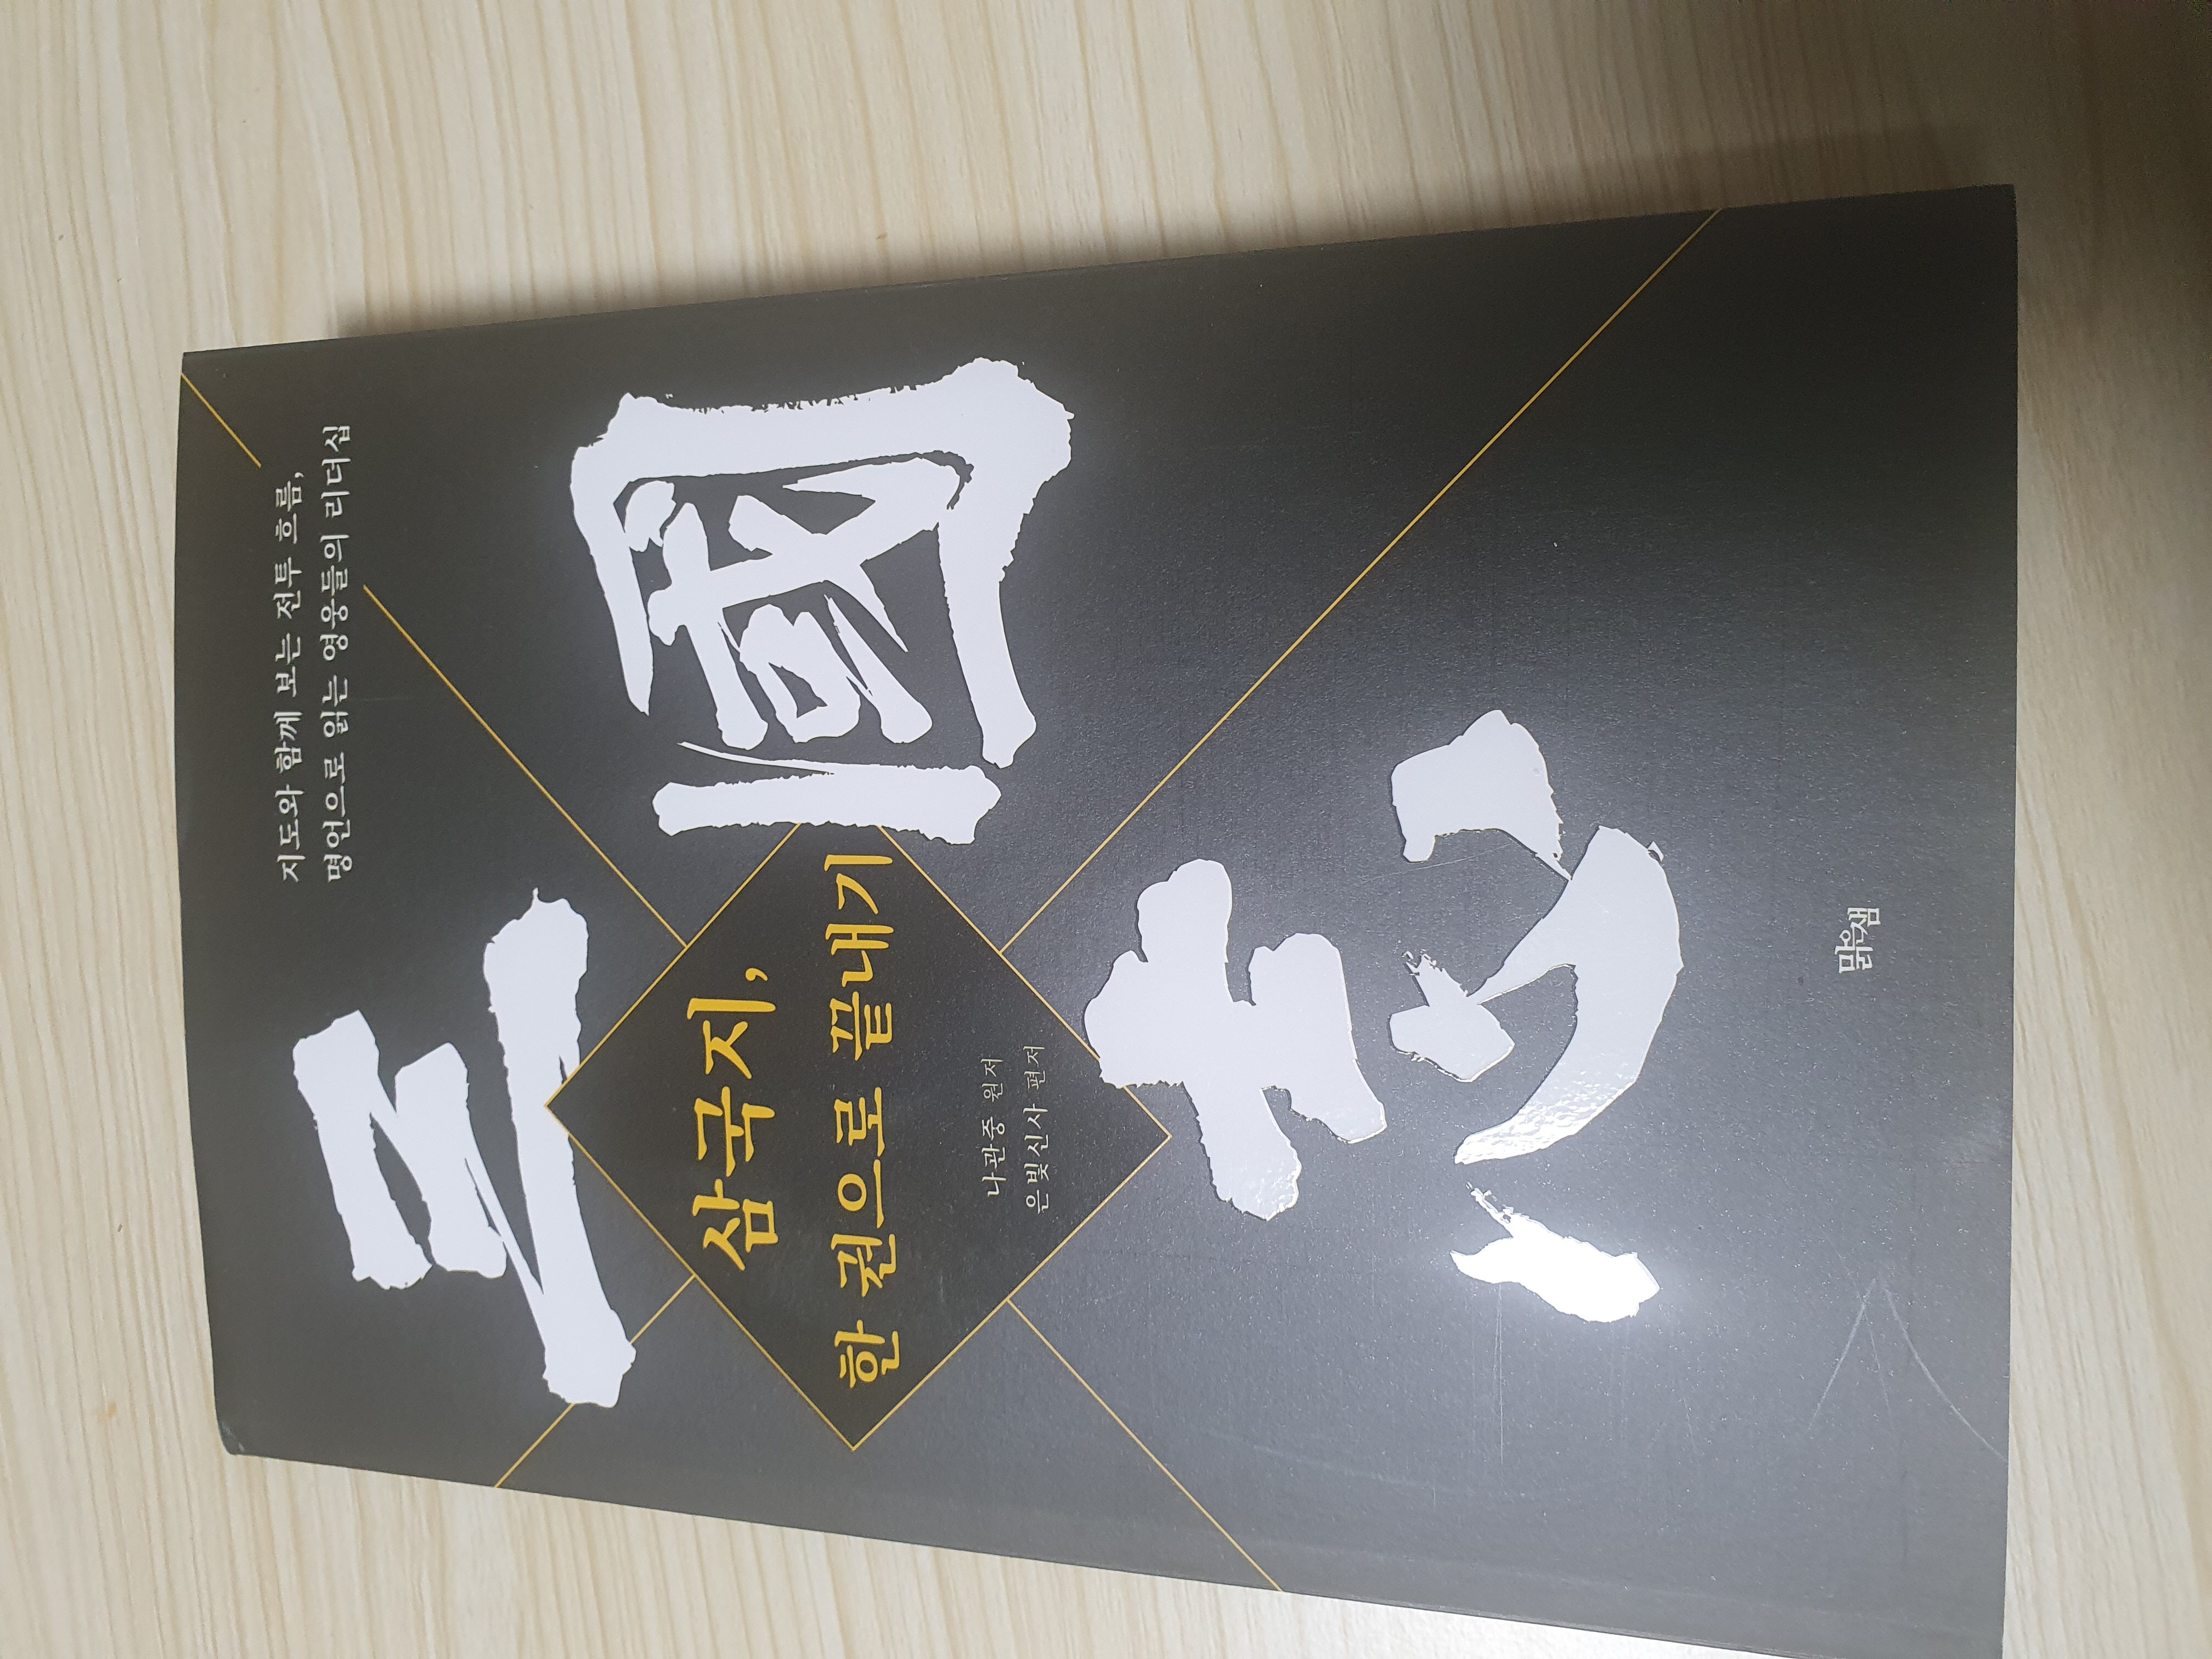 지도와 함께 보는 전투 흐름,
명언으로 읽는 영웅들의 리더십
三國志
삼국지,
한 권으로 끝내기
나관중 원저
은빛신사 편저
맑은샘